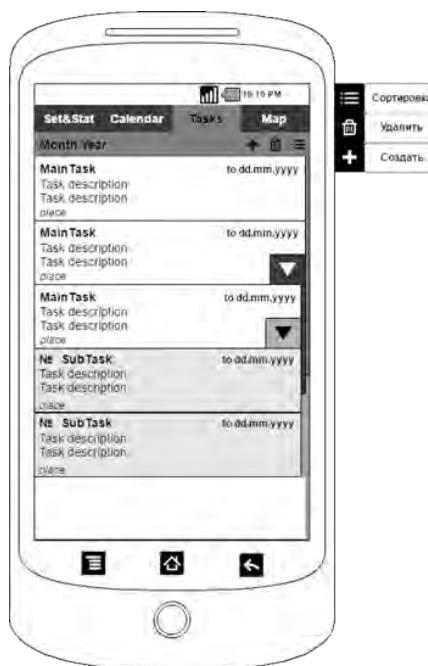 10:10 PM
Set&Stat Calendar Tasks Map
Month Year
Main Task to dd.mm.yyyy
Task description
Task description
place
Main Task to dd.mm.yyyy
Task description
Task description
place
Main Task to dd.mm.yyyy
Task description
Task description
place
№ SubTask to dd.mm.yyyy
Task description
Task description
place
№ SubTask to dd.mm.yyyy
Task description
Task description
place
Сортировка
Удалить
Создать